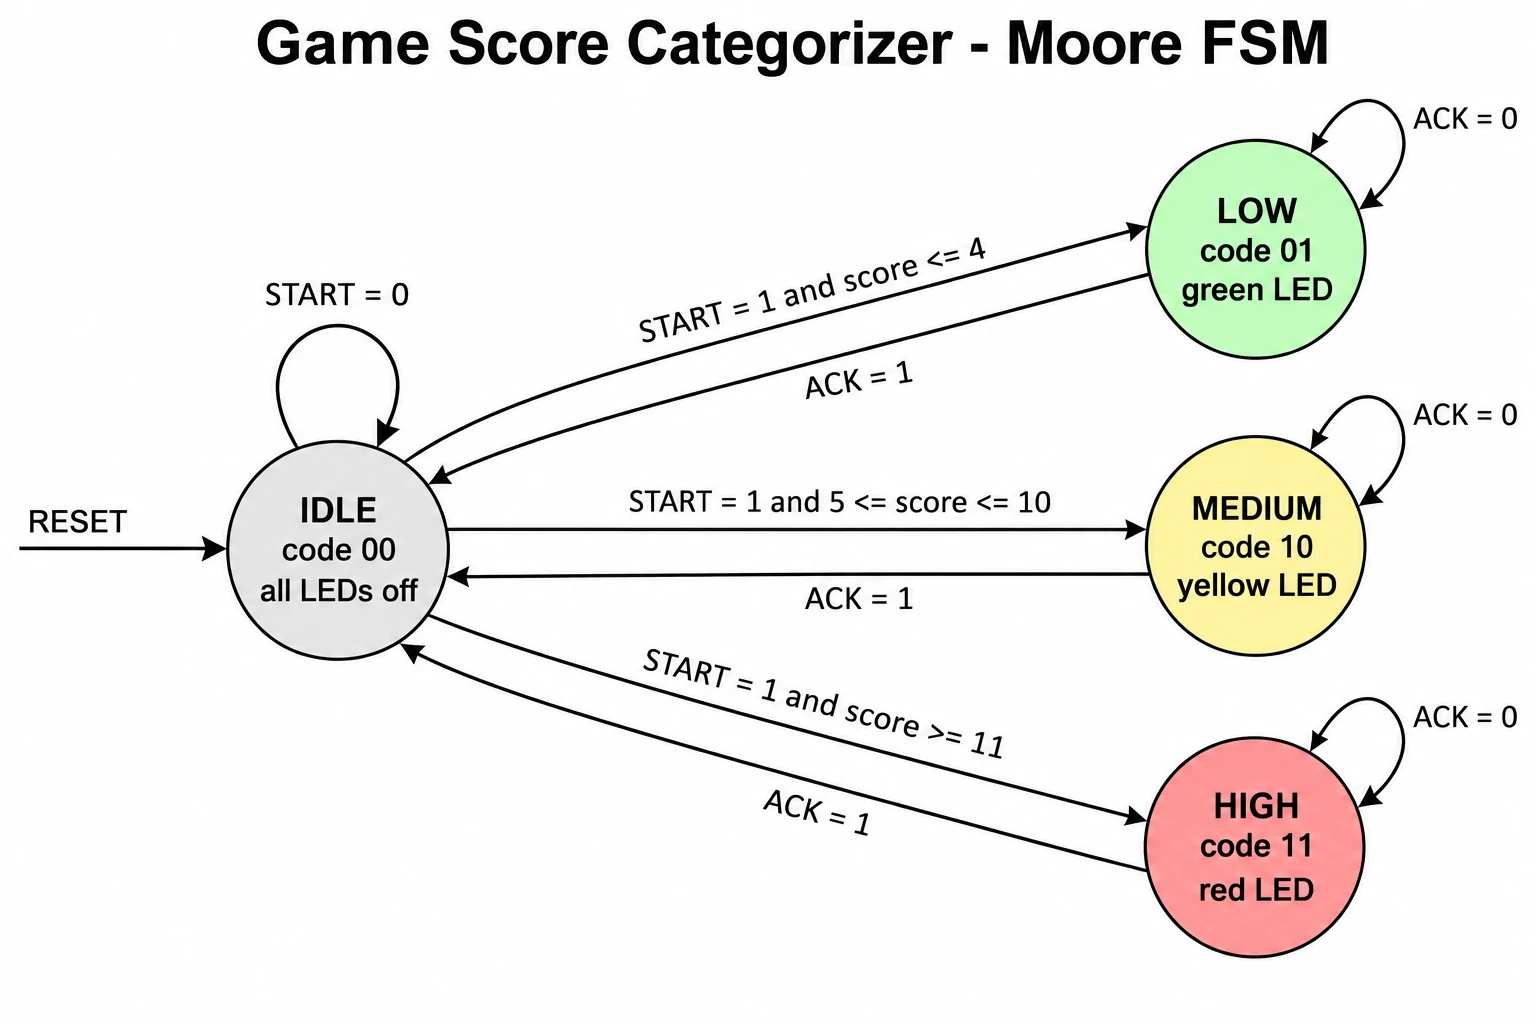 Game Score Categorizer - Moore FSM
ACK = 0
LOW
code 01
green LED
START = 1 and score <= 4
ACK = 1
START = 0
ACK = 0
RESET
IDLE
code 00
all LEDs off
START = 1 and 5 <= score <= 10
ACK = 1
MEDIUM
code 10
yellow LED
START = 1 and score >= 11
ACK = 1
ACK = 0
HIGH
code 11
red LED